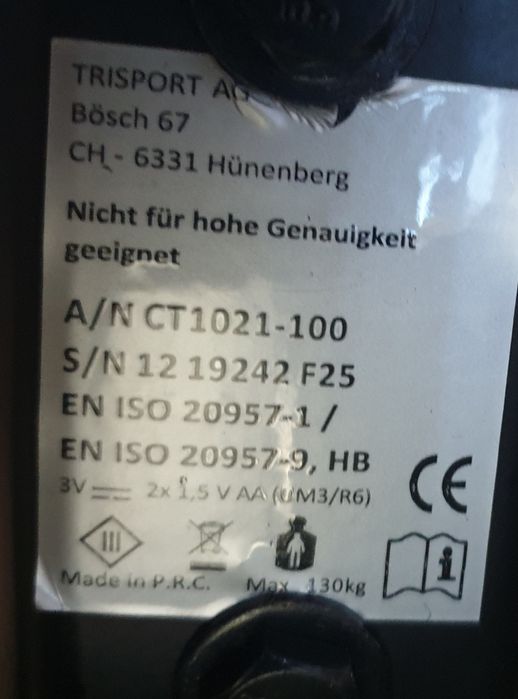 TRISPORT AG
Bösch 67
CH - 6331 Hünenberg
Nicht für hohe Genauigkeit
geeignet
A/N CT1021-100
S/N 12 19242 F25
EN ISO 20957-1 /
EN ISO 20957-9, HB
3V 2x 1,5 V AA (UM3/R6)
CE
III
i
Made in P.R.C. Max. 130kg